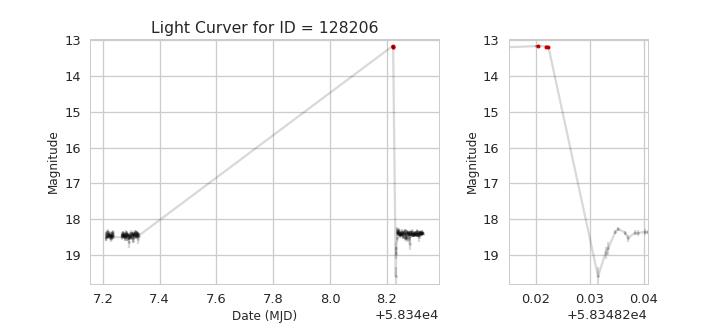 Light Curver for ID = 128206
13
14
15
16
17
18
19
Magnitude
7.2 7.4 7.6 7.8 8.0 8.2
Date (MJD) +5.834e4
13
14
15
16
17
18
19
Magnitude
0.02 0.03 0.04
+5.83482e4